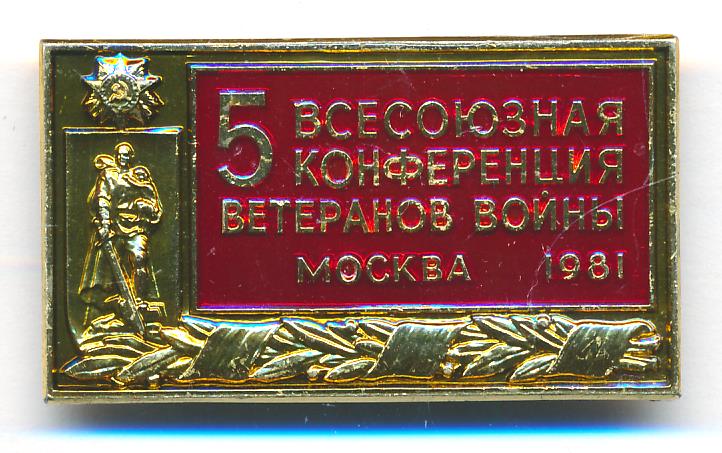 5 ВСЕСОЮЗНАЯ
КОНФЕРЕНЦИЯ
ВЕТЕРАНОВ ВОЙНЫ
МОСКВА 1981